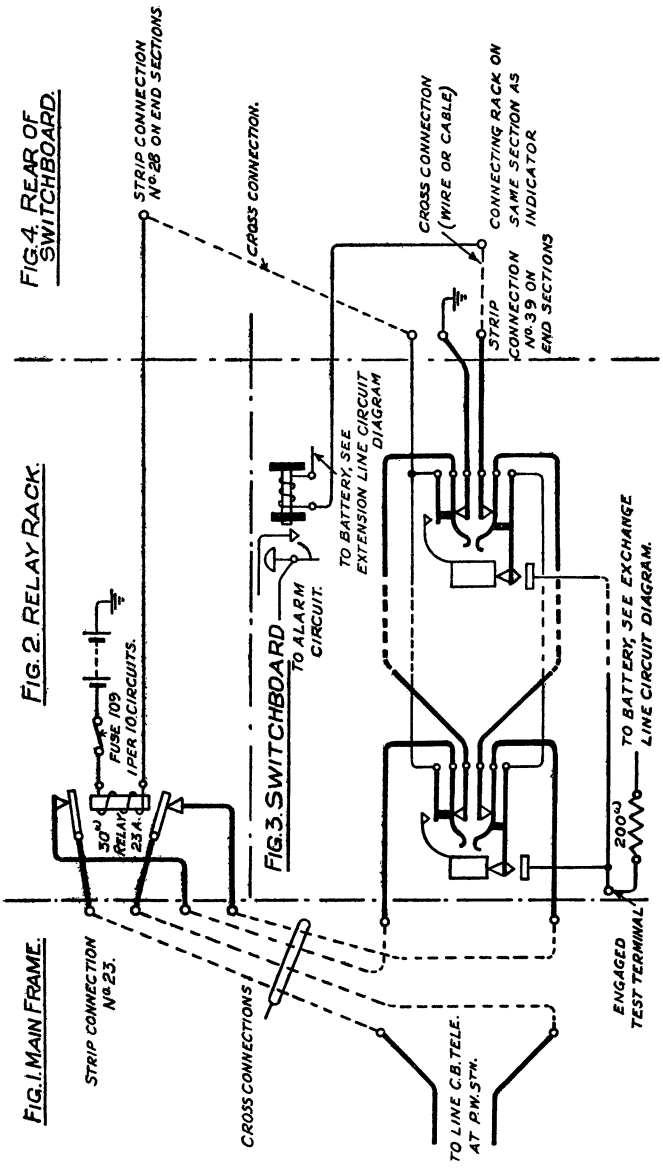 FIG. 1. MAIN FRAME.
STRIP CONNECTION
Nº 23.
CROSS CONNECTIONS
TO LINE C.B. TELE.
AT P.W. STN.
FIG. 2. RELAY RACK.
30ω
RELAY
23 A.
FUSE 109
1 PER 10. CIRCUITS.
FIG. 3. SWITCHBOARD
TO ALARM
CIRCUIT.
TO BATTERY, SEE
EXTENSION LINE CIRCUIT
DIAGRAM
ENGAGED
TEST TERMINAL
200ω
TO BATTERY, SEE EXCHANGE
LINE CIRCUIT DIAGRAM.
FIG. 4. REAR OF
SWITCHBOARD.
STRIP CONNECTION
Nº 28 ON END SECTIONS
CROSS CONNECTION.
CROSS CONNECTION
(WIRE OR CABLE)
CONNECTING RACK ON
SAME SECTION AS
INDICATOR
STRIP
CONNECTION
Nº 39 ON
END SECTIONS